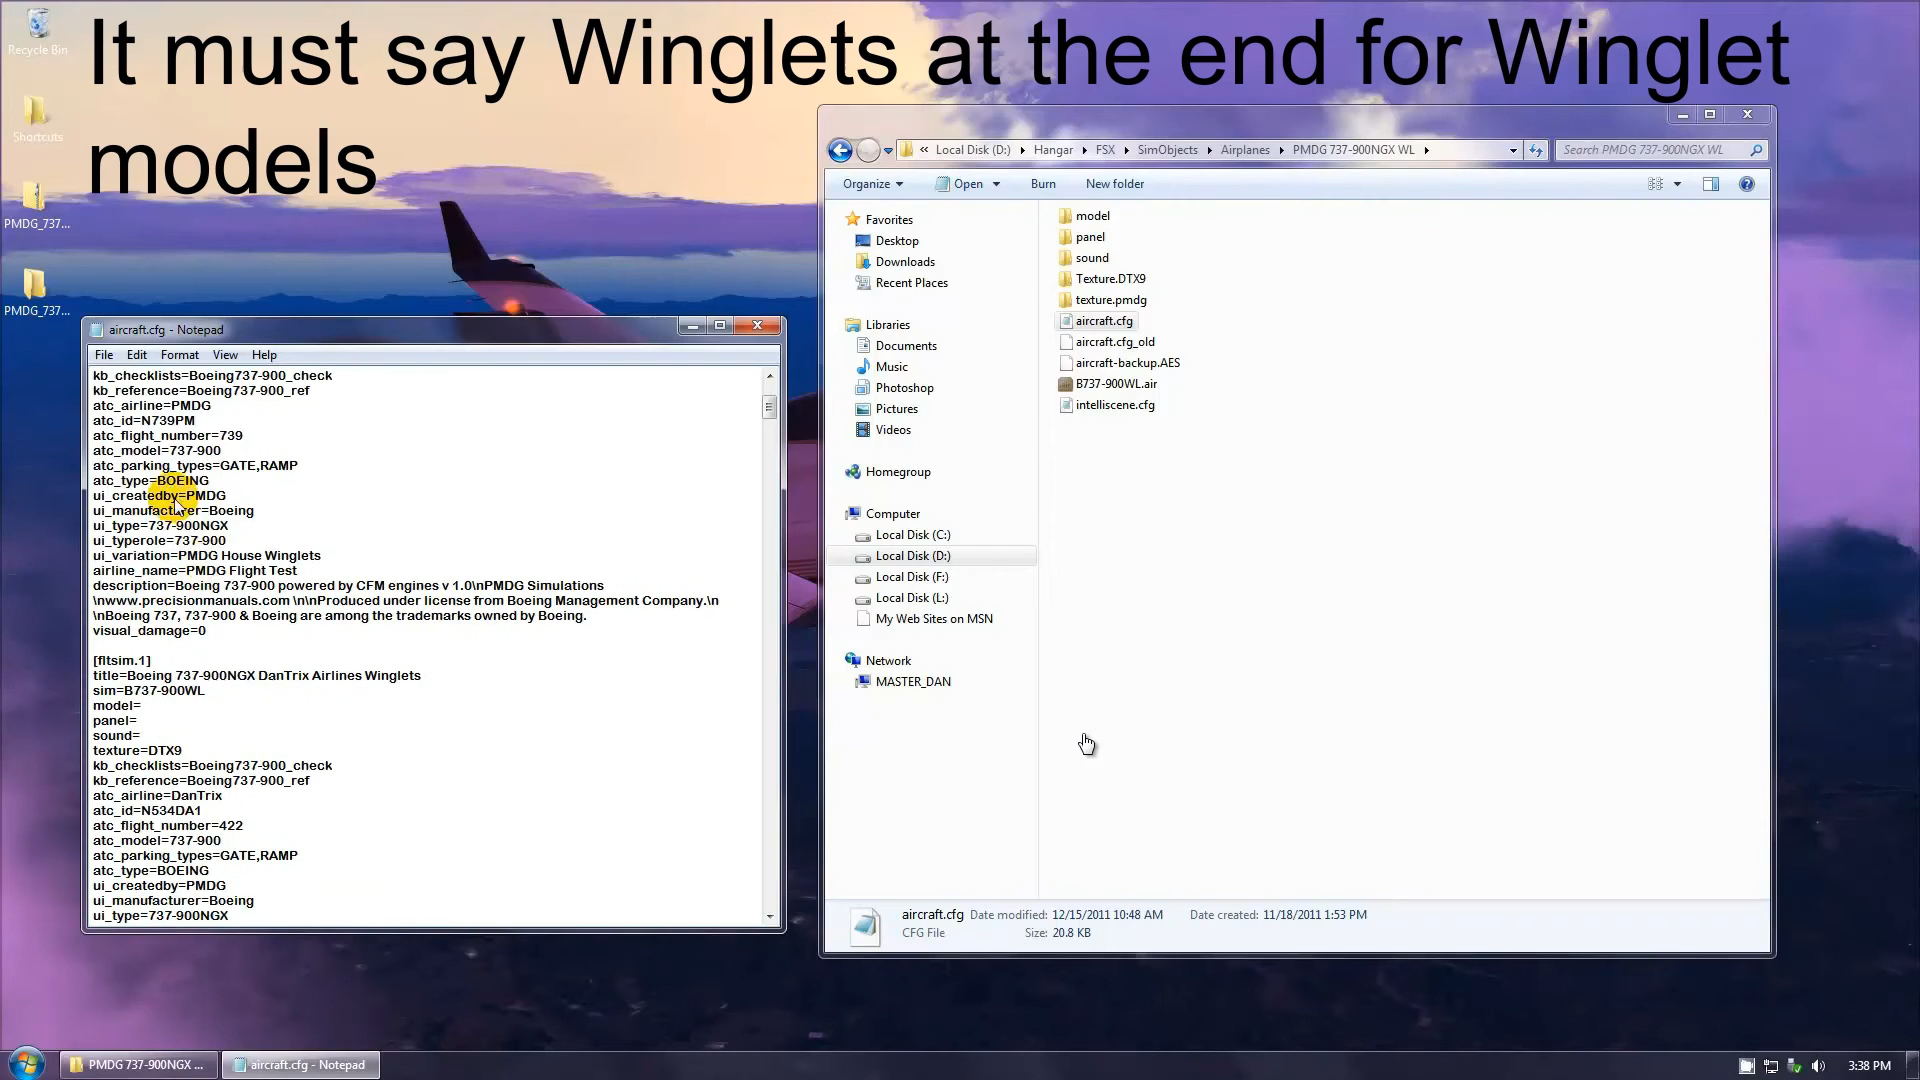 It must say Winglets at the end for Winglet
models
Recycle Bin
Shortcuts
PMDG_737...
PMDG_737...
aircraft.cfg - Notepad
File Edit Format View Help
kb_checklists=Boeing737-900_check
kb_reference=Boeing737-900_ref
atc_airline=PMDG
atc_id=N739PM
atc_flight_number=739
atc_model=737-900
atc_parking_types=GATE,RAMP
atc_type=BOEING
ui_createdby=PMDG
ui_manufacturer=Boeing
ui_type=737-900NGX
ui_typerole=737-900
ui_variation=PMDG House Winglets
airline_name=PMDG Flight Test
description=Boeing 737-900 powered by CFM engines v 1.0\nPMDG Simulations
\nwww.precisionmanuals.com \n\nProduced under license from Boeing Management Company.\n
\nBoeing 737, 737-900 & Boeing are among the trademarks owned by Boeing.
visual_damage=0
[fltsim.1]
title=Boeing 737-900NGX DanTrix Airlines Winglets
sim=B737-900WL
model=
panel=
sound=
texture=DTX9
kb_checklists=Boeing737-900_check
kb_reference=Boeing737-900_ref
atc_airline=DanTrix
atc_id=N534DA1
atc_flight_number=422
atc_model=737-900
atc_parking_types=GATE,RAMP
atc_type=BOEING
ui_createdby=PMDG
ui_manufacturer=Boeing
ui_type=737-900NGX
« Local Disk (D:) Hangar FSX SimObjects Airplanes PMDG 737-900NGX WL
Search PMDG 737-900NGX WL
Organize Open Burn New folder
Favorites
Desktop
Downloads
Recent Places
Libraries
Documents
Music
Photoshop
Pictures
Videos
Homegroup
Computer
Local Disk (C:)
Local Disk (D:)
Local Disk (F:)
Local Disk (L:)
My Web Sites on MSN
Network
MASTER_DAN
model
panel
sound
Texture.DTX9
texture.pmdg
aircraft.cfg
aircraft.cfg_old
aircraft-backup.AES
B737-900WL.air
intelliscene.cfg
aircraft.cfg Date modified: 12/15/2011 10:48 AM Date created: 11/18/2011 1:53 PM
CFG File Size: 20.8 KB
PMDG 737-900NGX ...
aircraft.cfg - Notepad
3:38 PM